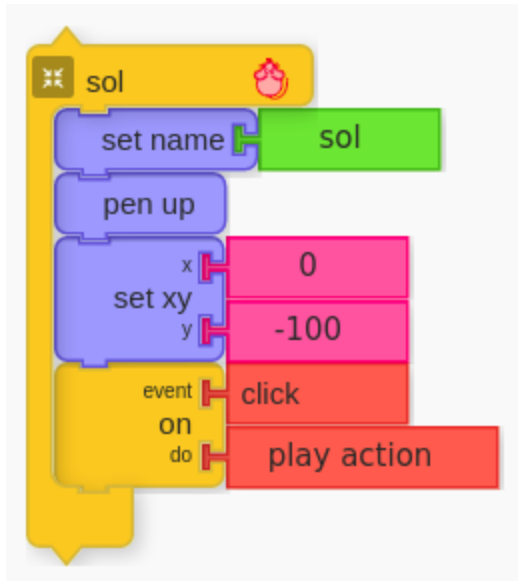 sol
set name sol
pen up
x 0
set xy
y -100
event click
on
do play action